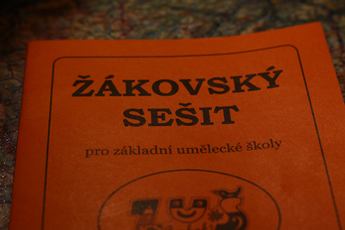 ŽÁKOVSKÝ
SEŠIT
pro základní umělecké školy